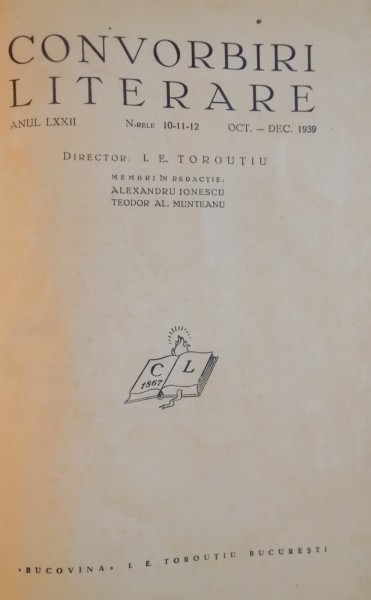 CONVORBIRI
LITERARE
ANUL LXXII N-RELE 10-11-12 OCT. – DEC. 1939
DIRECTOR: I. E. TOROUȚIU
MEMBRI ÎN REDACȚIE:
ALEXANDRU IONESCU
TEODOR AL. MUNTEANU
C L
1867
«BUCOVINA» I. E. TOROUȚIU BUCUREȘTI